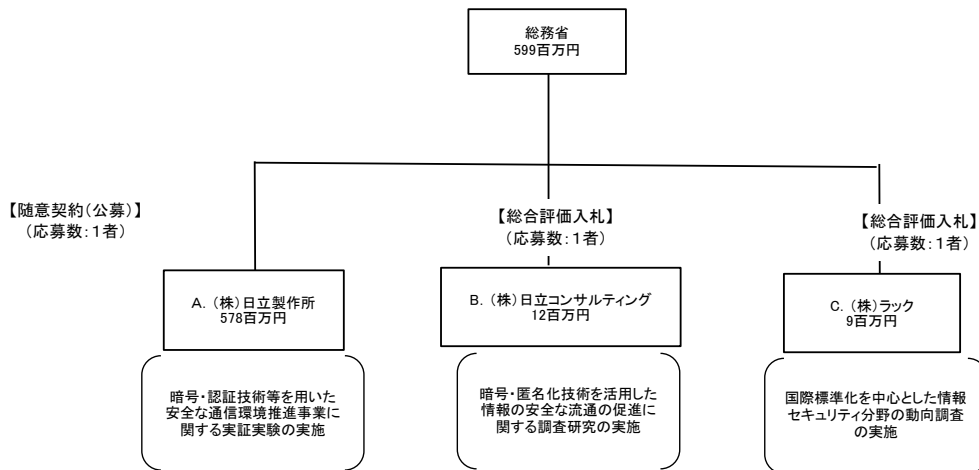 総務省
599百万円
【随意契約(公募)】
(応募数:1者)
【総合評価入札】
(応募数:1者)
【総合評価入札】
(応募数:1者)
A. (株)日立製作所
578百万円
B. (株)日立コンサルティング
12百万円
C. (株)ラック
9百万円
暗号・認証技術等を用いた
安全な通信環境推進事業に
関する実証実験の実施
暗号・匿名化技術を活用した
情報の安全な流通の促進に
関する調査研究の実施
国際標準化を中心とした情報
セキュリティ分野の動向調査
の実施